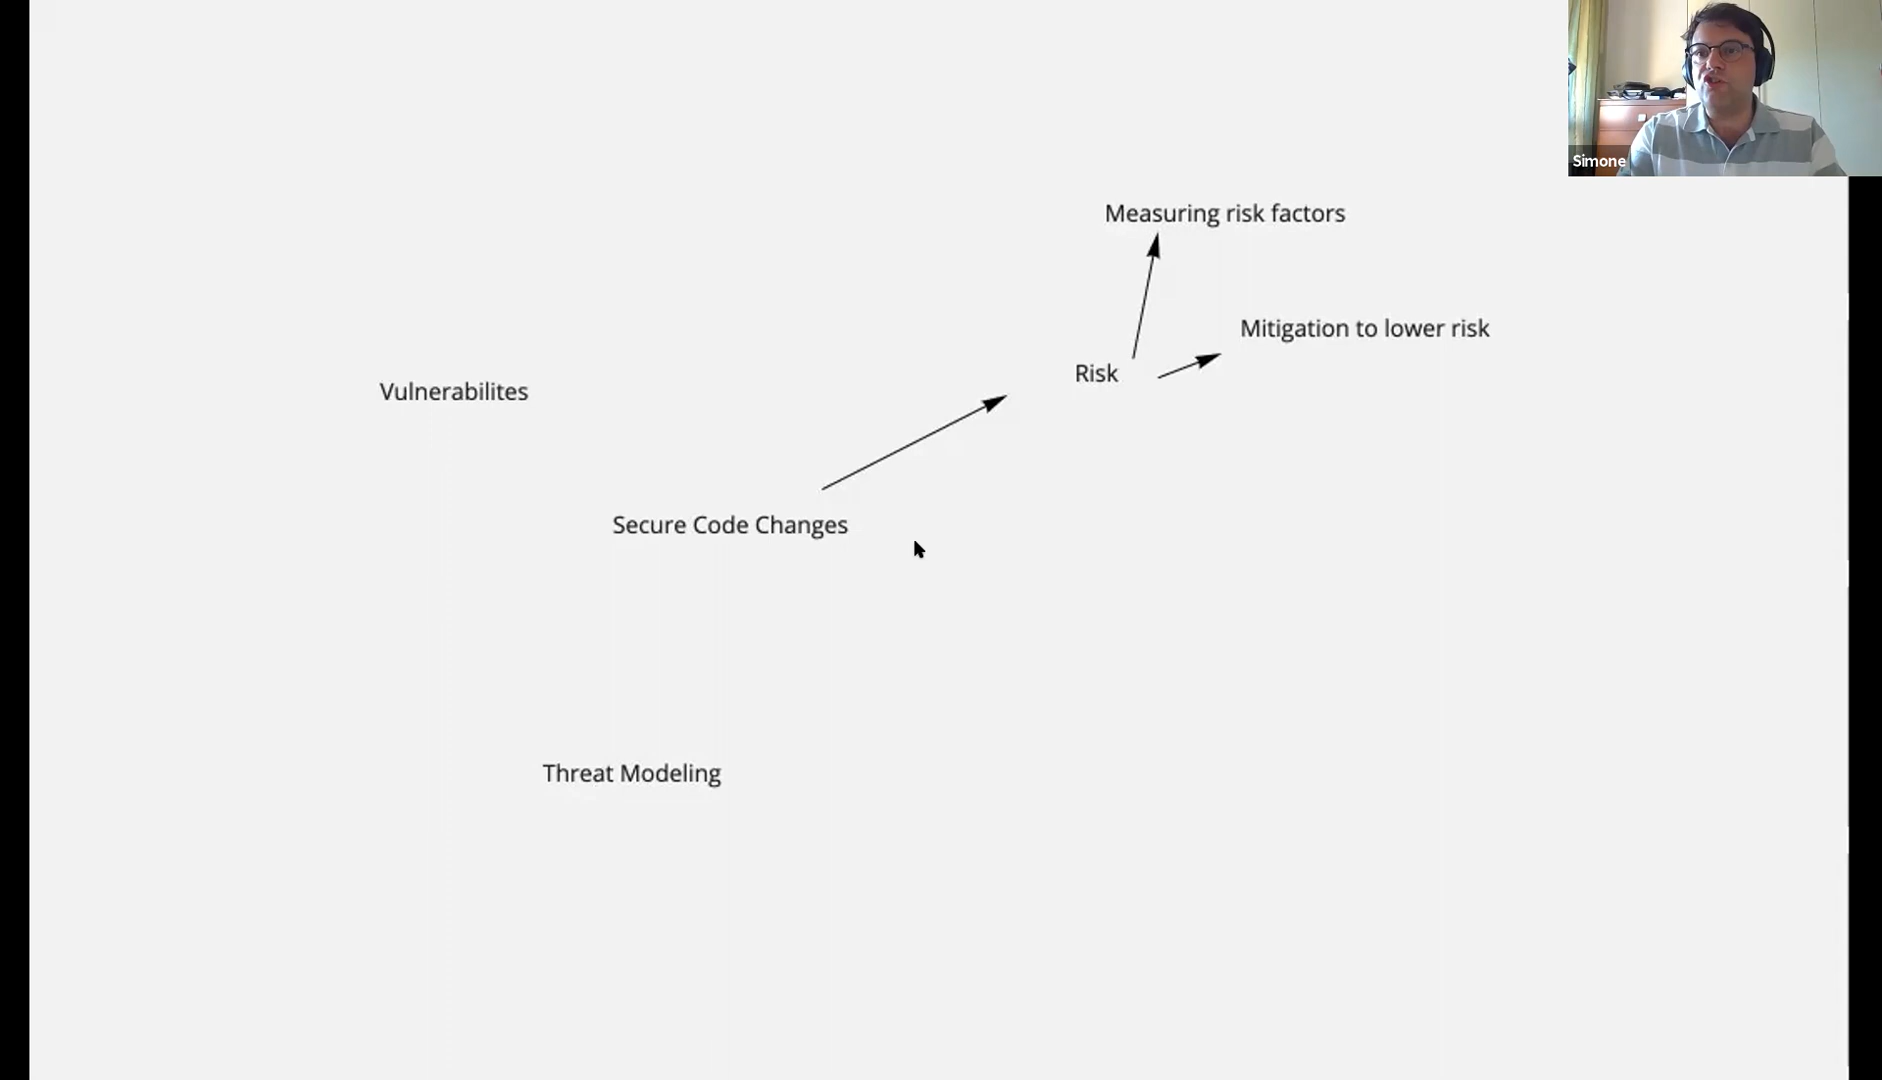 Simone
Measuring risk factors
Mitigation to lower risk
Risk
Vulnerabilites
Secure Code Changes
Threat Modeling